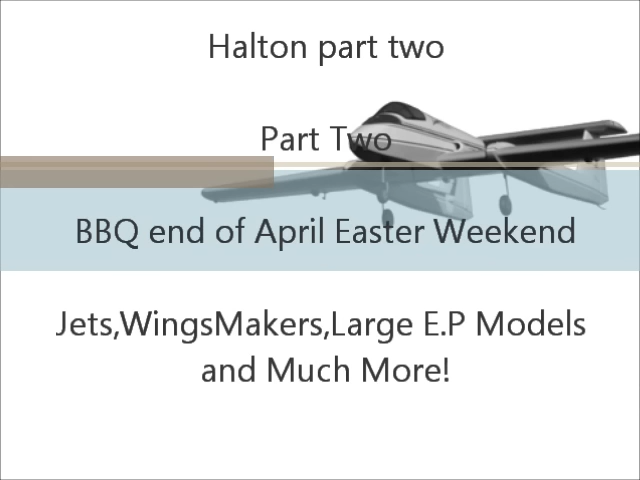 Halton part two
Part Two
BBQ end of April Easter Weekend
Jets,WingsMakers,Large E.P Models
and Much More!